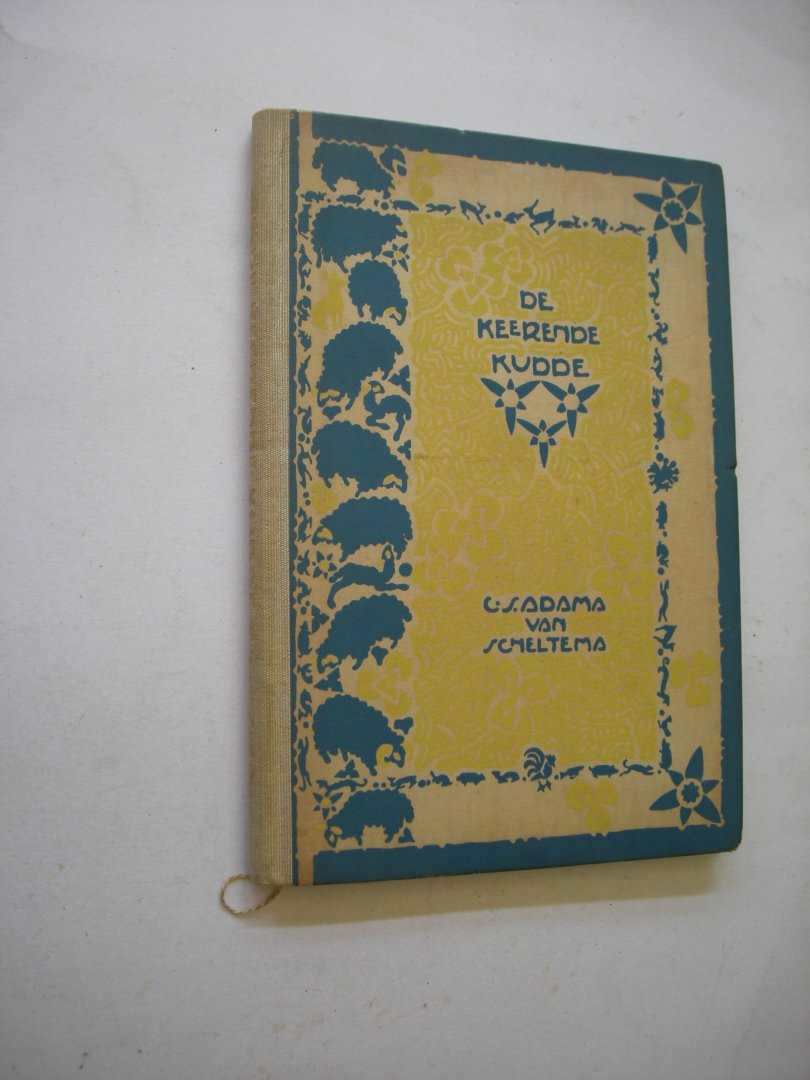 DE
KEERENDE
KUDDE
C.S. ADAMA
VAN
SCHELTEMA